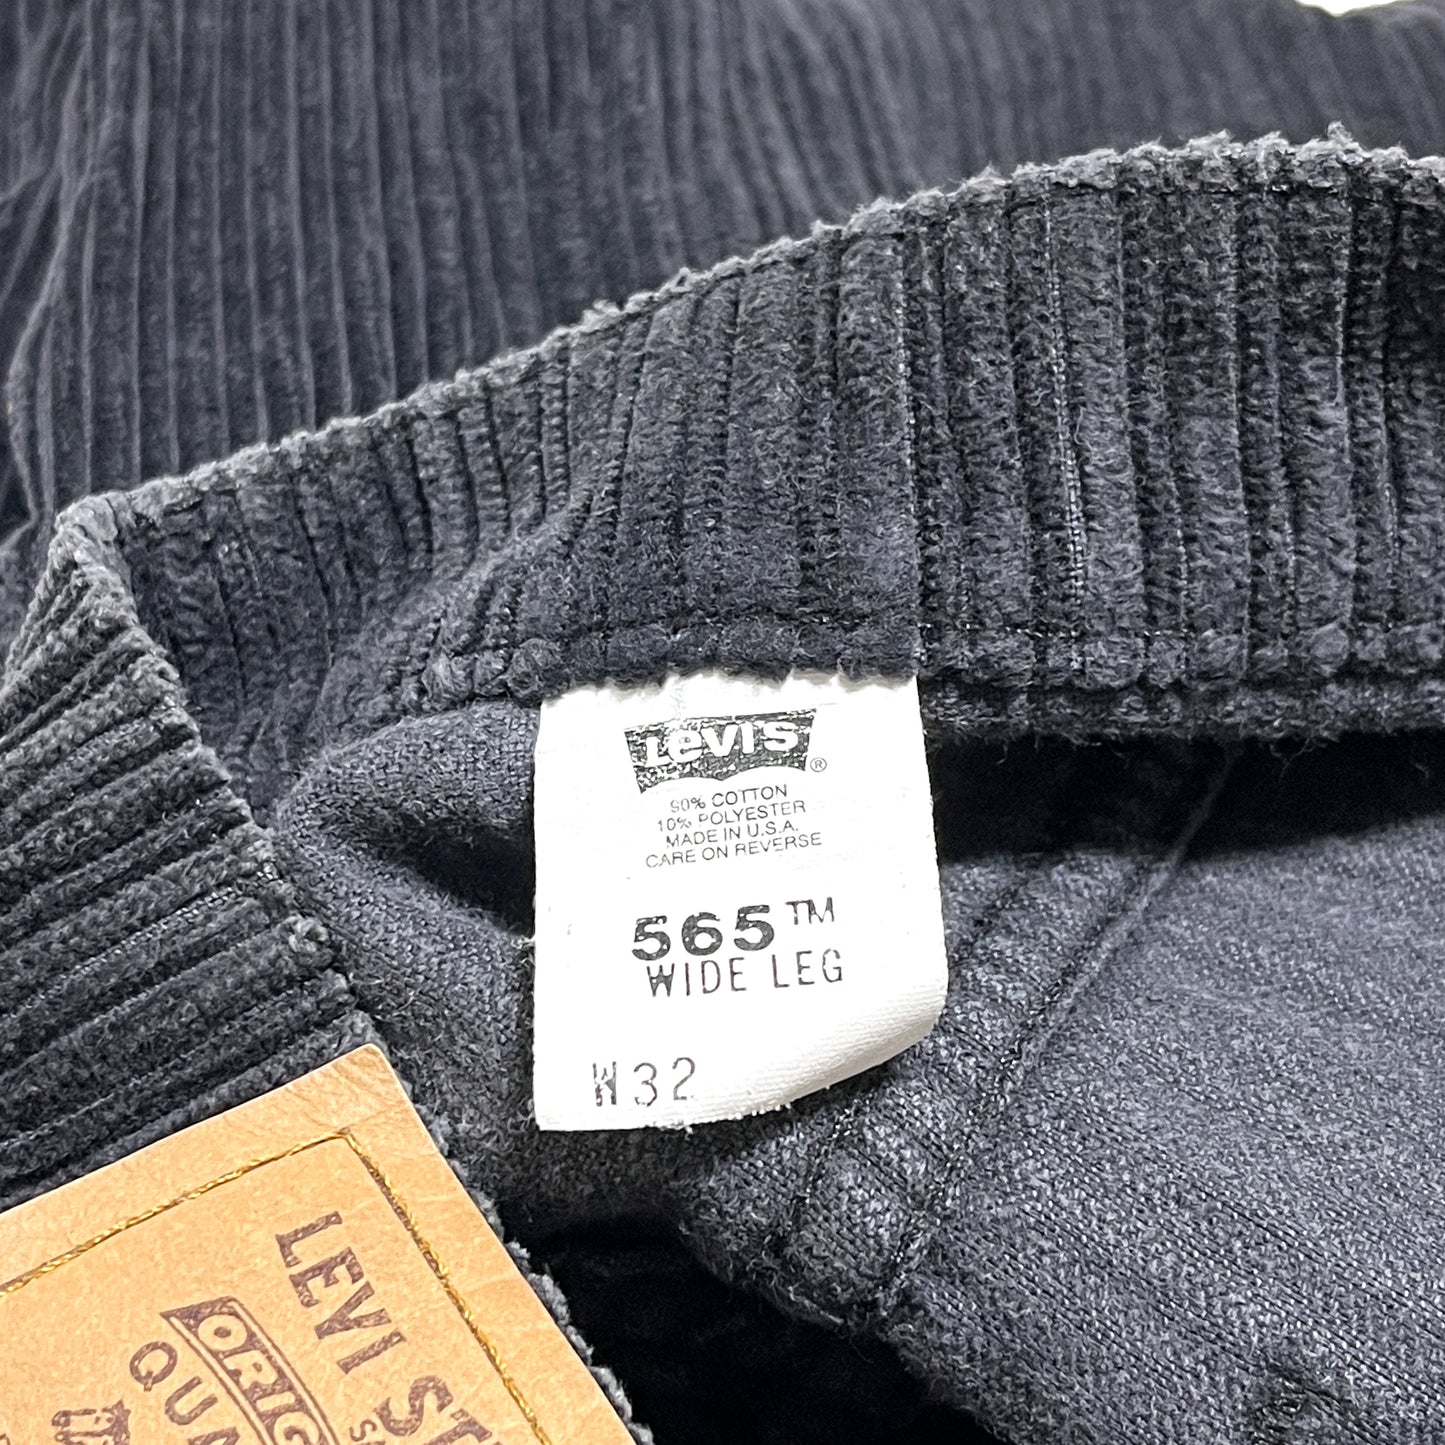 Levi's ®
90% COTTON
10% POLYESTER
MADE IN U.S.A.
CARE ON REVERSE
565™
WIDE LEG
W32
LEVI ST
ORIG
QUA